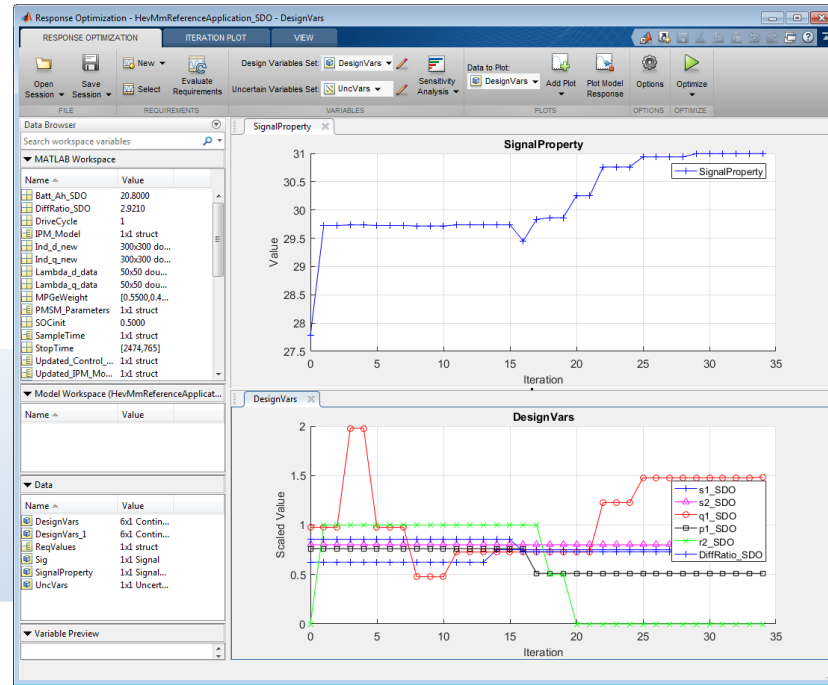 Response Optimization - HevMmReferenceApplication_SDO - DesignVars
RESPONSE OPTIMIZATION ITERATION PLOT VIEW
Open Session
Save Session
New
Select
Evaluate Requirements
Design Variables Set: DesignVars
Uncertain Variables Set: UncVars
Sensitivity Analysis
Data to Plot:
DesignVars
Add Plot
Plot Model Response
Options
Optimize
FILE REQUIREMENTS VARIABLES PLOTS OPTIONS OPTIMIZE
Data Browser
Search workspace variables
MATLAB Workspace
Name Value
Batt_Ah_SDO 20.8000
DiffRatio_SDO 2.9210
DriveCycle 1
IPM_Model 1x1 struct
Ind_d_new 300x300 do...
Ind_q_new 300x300 do...
Lambda_d_data 50x50 dou...
Lambda_q_data 50x50 dou...
MPGeWeight [0.5500,0.4...
PMSM_Parameters 1x1 struct
SOCinit 0.5000
SampleTime 1x1 struct
StopTime [2474,765]
Updated_Control_... 1x1 struct
Updated_IPM_Mo... 1x1 struct
Model Workspace (HevMmReferenceApplicat...
Name Value
Data
Name Value
DesignVars 6x1 Contin...
DesignVars_1 6x1 Contin...
ReqValues 1x1 struct
Sig 1x1 Signal
SignalProperty 1x1 Signal...
UncVars 1x1 Uncert...
Variable Preview
SignalProperty
SignalProperty
31
30.5
30
29.5
29
28.5
28
27.5
Value
0 5 10 15 20 25 30 35
Iteration
SignalProperty
DesignVars
DesignVars
2
1.5
1
0.5
0
Scaled Value
0 5 10 15 20 25 30 35
Iteration
s1_SDO
s2_SDO
q1_SDO
p1_SDO
r2_SDO
DiffRatio_SDO